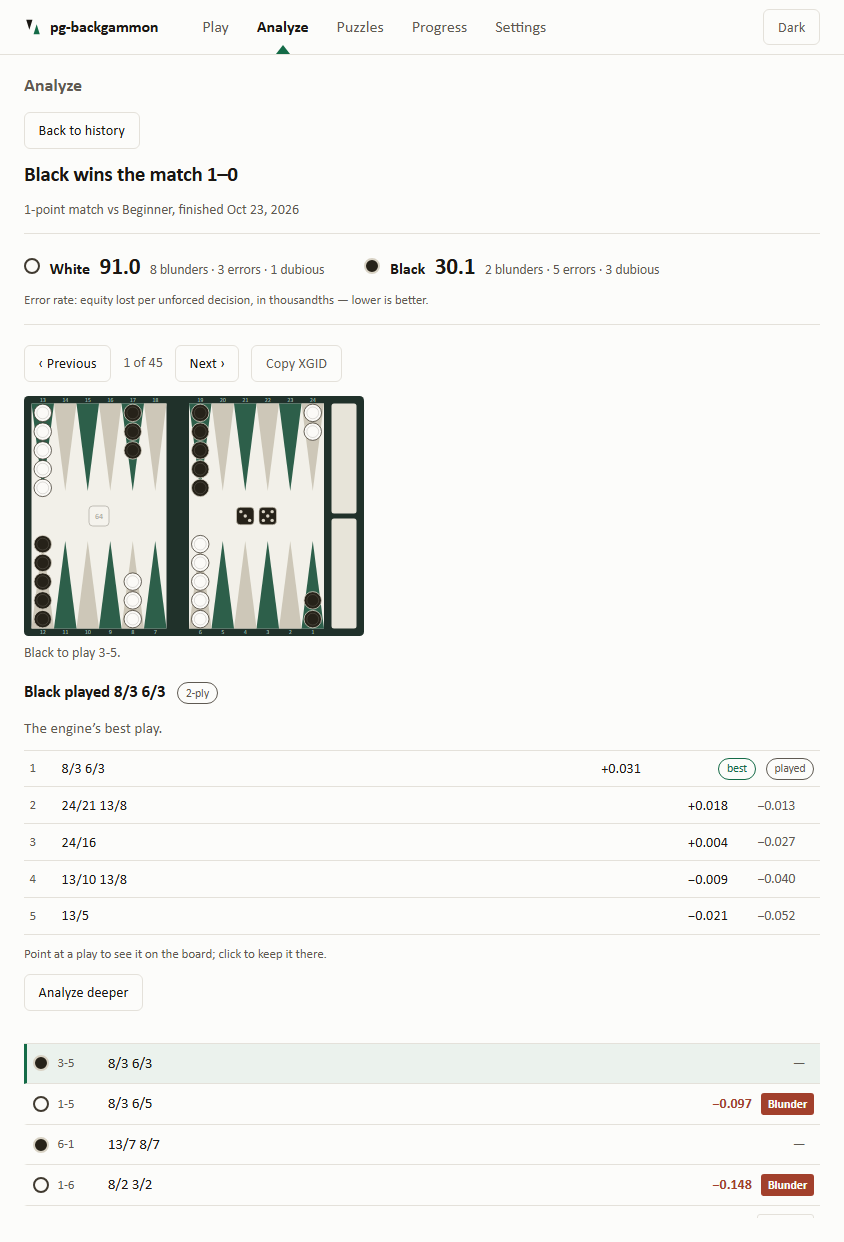 pg-backgammon Play Analyze Puzzles Progress Settings Dark
Analyze
Back to history
Black wins the match 1–0
1-point match vs Beginner, finished Oct 23, 2026
White 91.0 8 blunders · 3 errors · 1 dubious Black 30.1 2 blunders · 5 errors · 3 dubious
Error rate: equity lost per unforced decision, in thousandths — lower is better.
‹ Previous 1 of 45 Next › Copy XGID
13 14 15 16 17 18 19 20 21 22 23 24
64
12 11 10 9 8 7 6 5 4 3 2 1
Black to play 3-5.
Black played 8/3 6/3 2-ply
The engine’s best play.
1 8/3 6/3 +0.031 best played
2 24/21 13/8 +0.018 −0.013
3 24/16 +0.004 −0.027
4 13/10 13/8 −0.009 −0.040
5 13/5 −0.021 −0.052
Point at a play to see it on the board; click to keep it there.
Analyze deeper
3-5 8/3 6/3 —
1-5 8/3 6/5 −0.097 Blunder
6-1 13/7 8/7 —
1-6 8/2 3/2 −0.148 Blunder